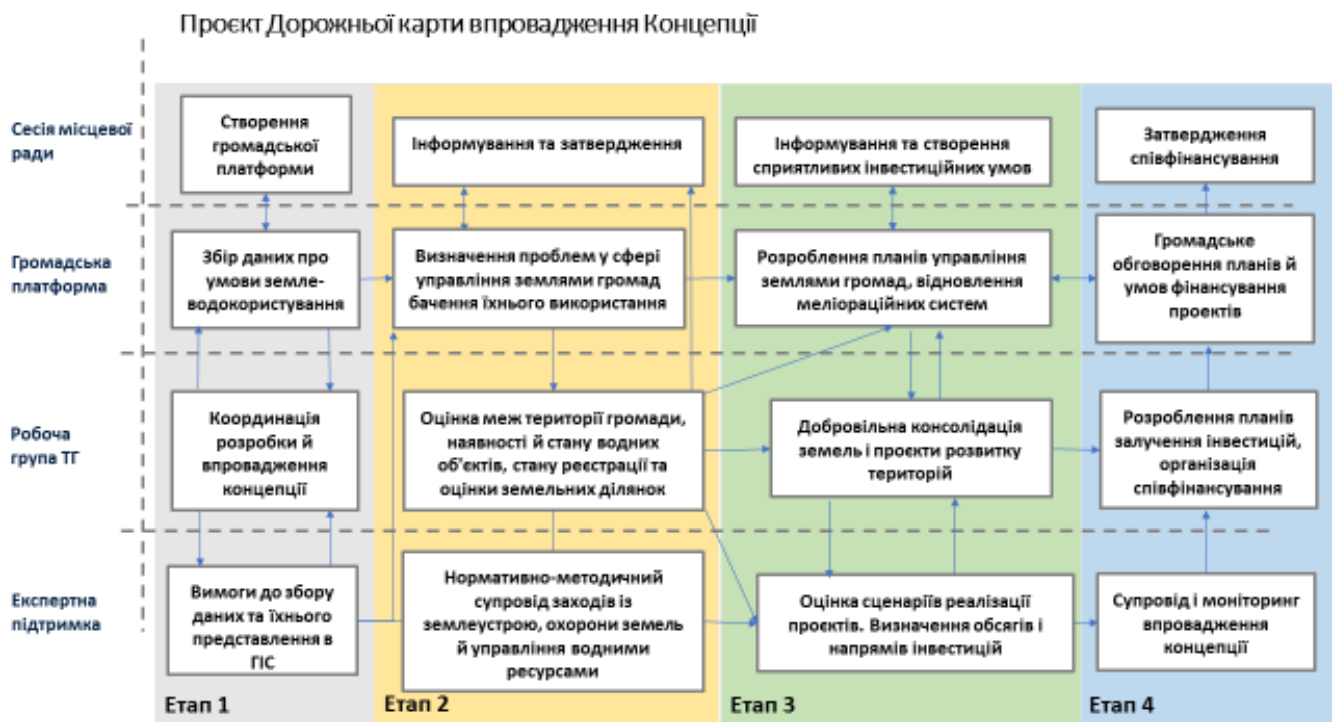 Проєкт Дорожньої карти впровадження Концепції
Сесія місцевої
ради
Створення
громадської
платформи
Інформування та затвердження
Інформування та створення
сприятливих інвестиційних умов
Затвердження
співфінансування
Громадська
платформа
Збір даних про
умови земле-
водокористування
Визначення проблем у сфері
управління землями громад
бачення їхнього використання
Розроблення планів управління
землями громад, відновлення
меліораційних систем
Громадське
обговорення планів й
умов фінансування
проектів
Робоча
група ТГ
Координація
розробки й
впровадження
концепції
Оцінка меж території громади,
наявності й стану водних
об'єктів, стану реєстрації та
оцінки земельних ділянок
Добровільна консолідація
земель і проєкти розвитку
територій
Розроблення планів
залучення інвестицій,
організація
співфінансування
Експертна
підтримка
Вимоги до збору
даних та їхнього
представлення в
ГІС
Нормативно-методичний
супровід заходів із
землеустрою, охорони земель
й управління водними
ресурсами
Оцінка сценаріїв реалізації
проєктів. Визначення обсягів і
напрямів інвестицій
Супровід і моніторинг
впровадження
концепції
Етап 1
Етап 2
Етап 3
Етап 4